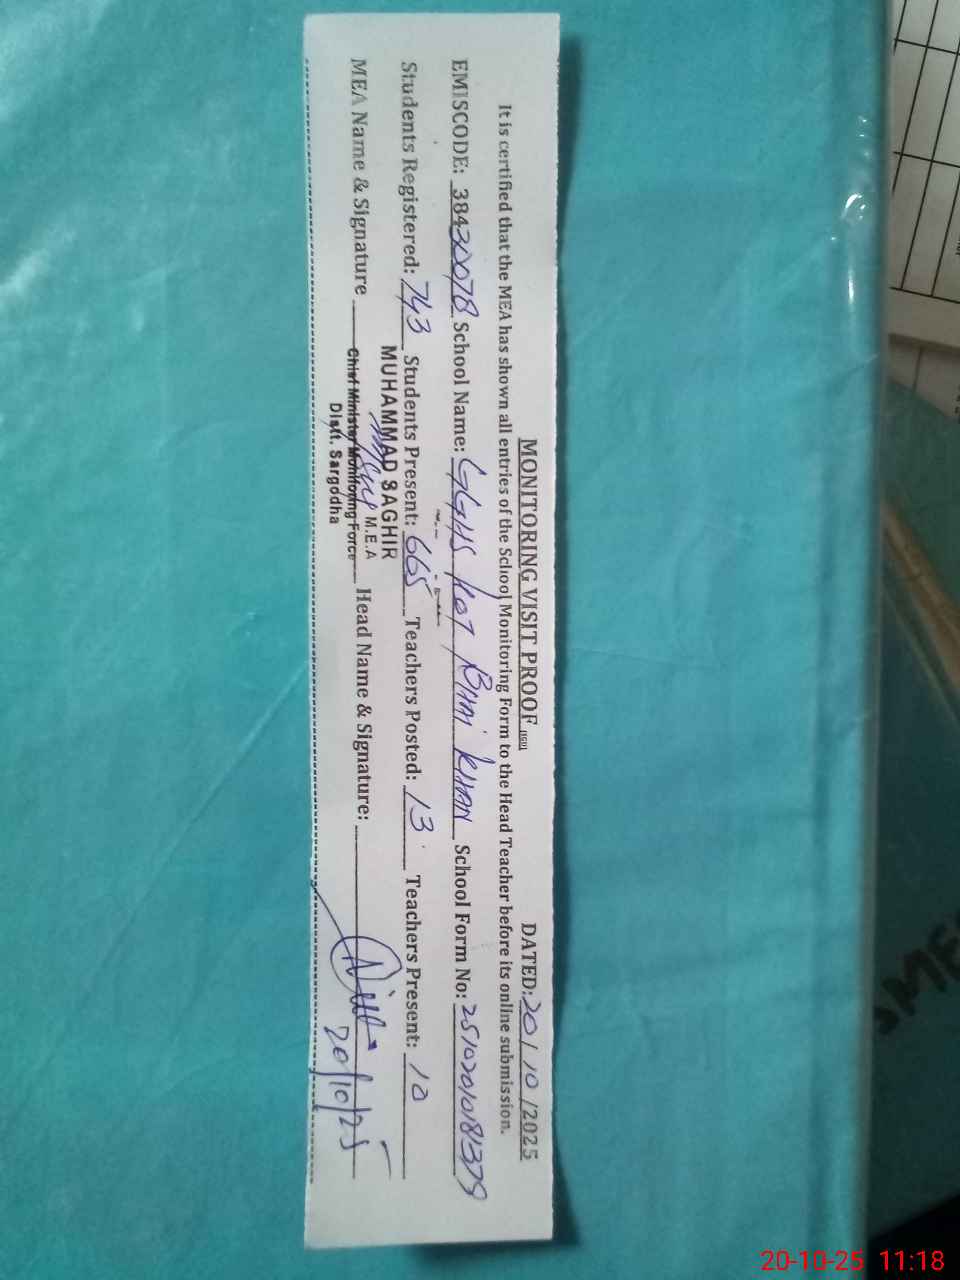 MONITORING VISIT PROOF DATED: 20/10/2025
It is certified that the MEA has shown all entries of the School Monitoring Form to the Head Teacher before its online submission.
EMISCODE: 38430078 School Name: GGHS KOT BHAI KHAN School Form No: 25102010181379
Students Registered: 743 Students Present: 665 Teachers Posted: 13 Teachers Present: 10
MUHAMMAD SAGHIR
M.E.A
MEA Name & Signature Chief Minister Monitoring Force Head Name & Signature:
Distt. Sargodha
20/10/25
20-10-25 11:18